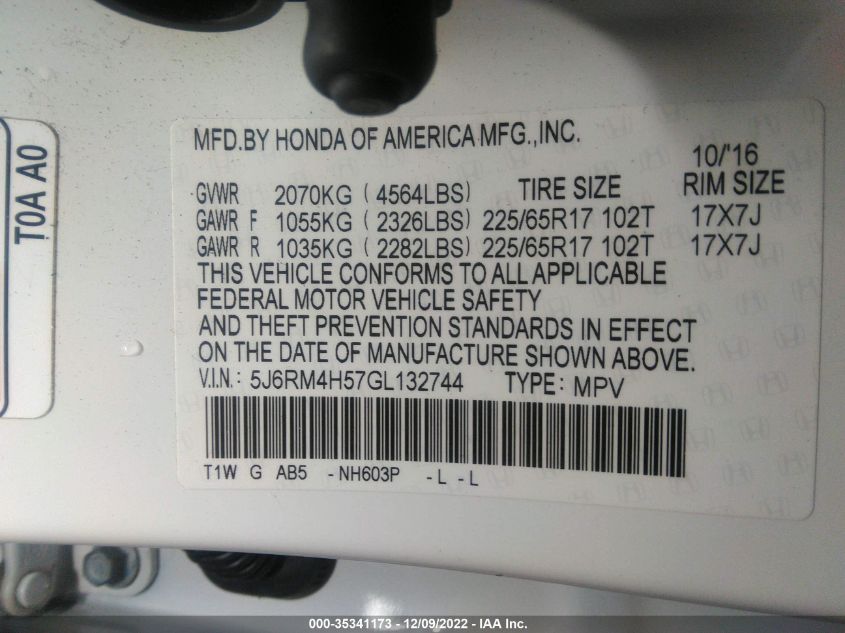 T0A A0
MFD.BY HONDA OF AMERICA MFG.,INC.
10/'16
GVWR 2070KG (4564LBS) TIRE SIZE RIM SIZE
GAWR F 1055KG (2326LBS) 225/65R17 102T 17X7J
GAWR R 1035KG (2282LBS) 225/65R17 102T 17X7J
THIS VEHICLE CONFORMS TO ALL APPLICABLE
FEDERAL MOTOR VEHICLE SAFETY
AND THEFT PREVENTION STANDARDS IN EFFECT
ON THE DATE OF MANUFACTURE SHOWN ABOVE.
V.I.N.: 5J6RM4H57GL132744 TYPE: MPV
T1W G AB5 -NH603P -L -L
000-35341173 - 12/09/2022 - IAA Inc.